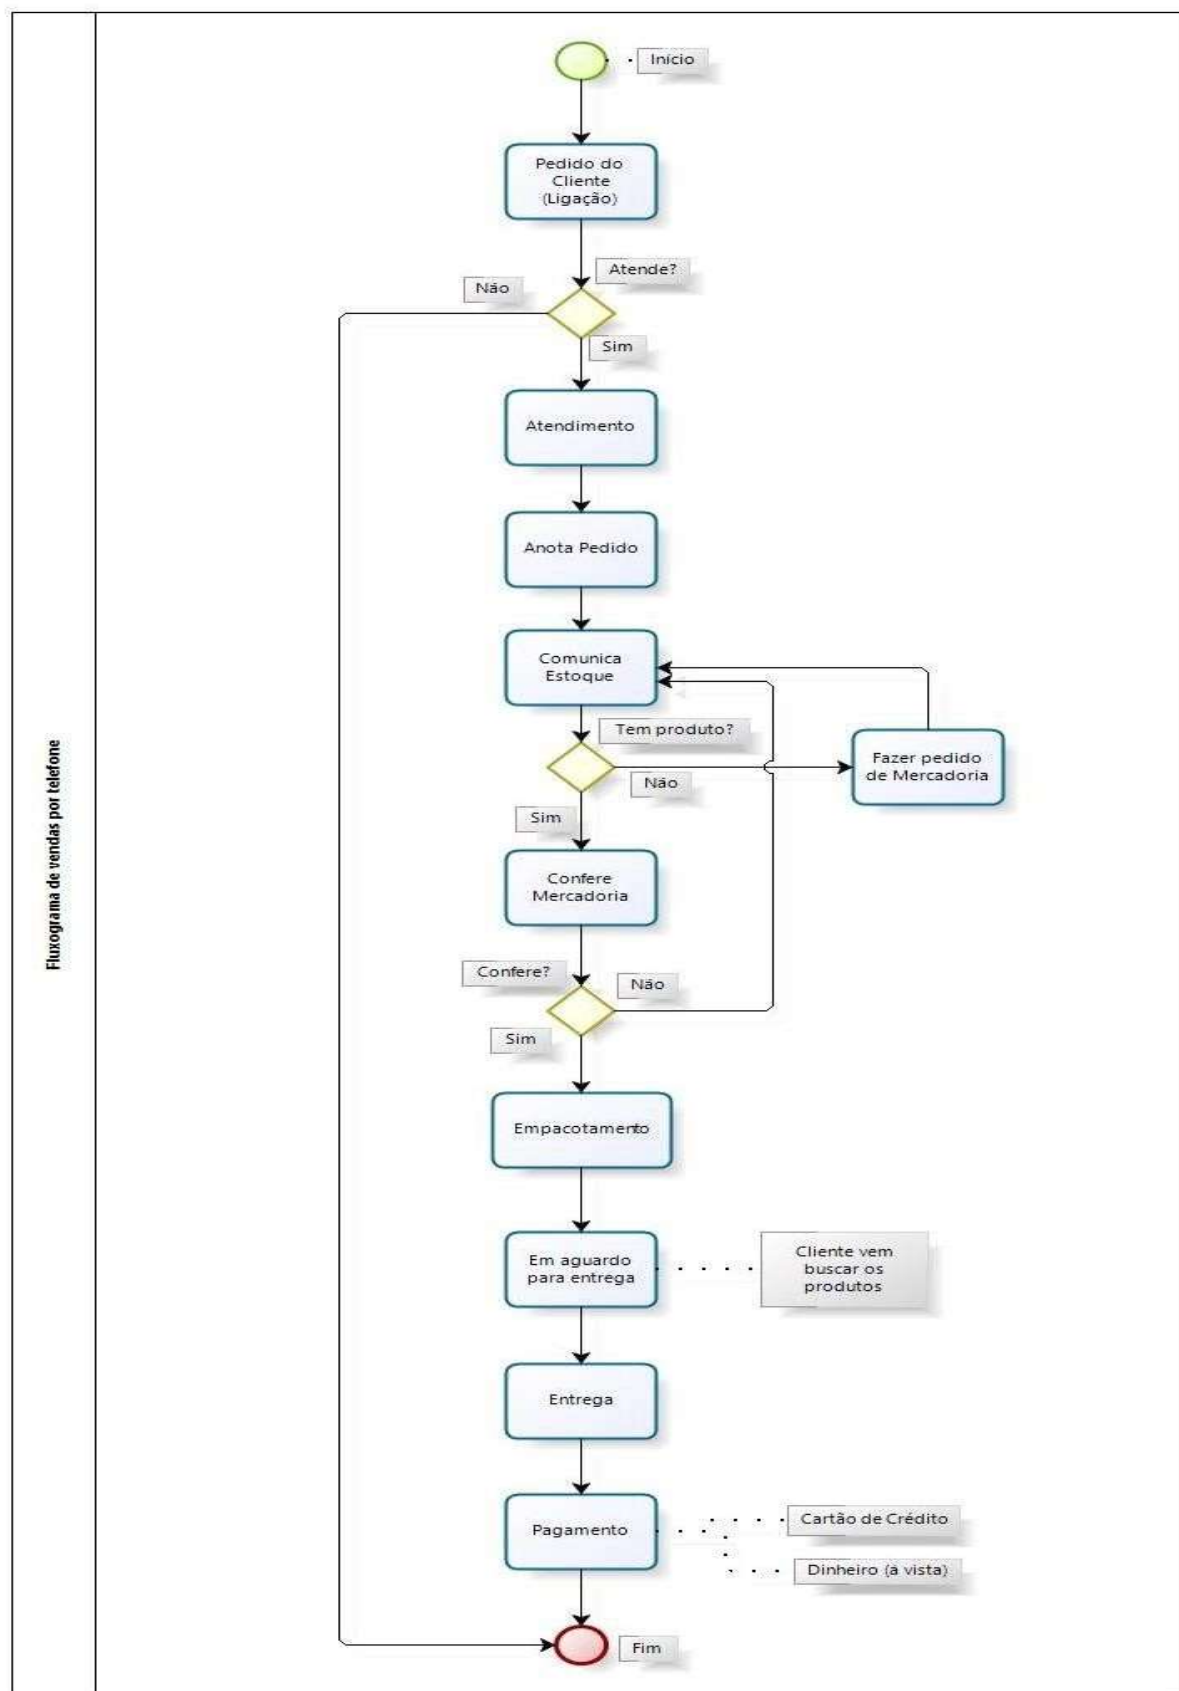 Fluxograma de vendas por telefone
Início
Pedido do
Cliente
(Ligação)
Atende?
Não
Sim
Atendimento
Anota Pedido
Comunica
Estoque
Tem produto?
Fazer pedido
de Mercadoria
Não
Sim
Confere
Mercadoria
Confere?
Não
Sim
Empacotamento
Em aguardo
para entrega
Cliente vem
buscar os
produtos
Entrega
Pagamento
Cartão de Crédito
Dinheiro (à vista)
Fim